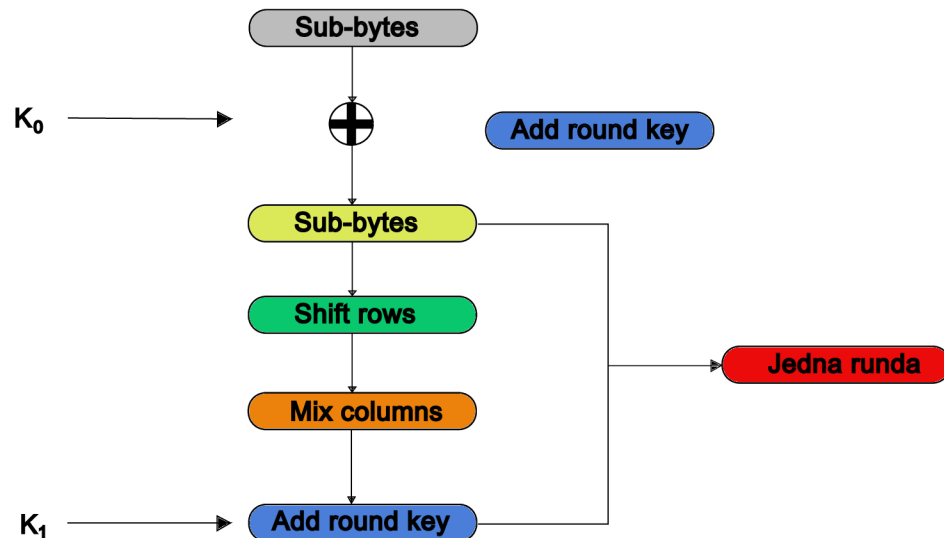 Sub-bytes
K₀
Add round key
Sub-bytes
Shift rows
Jedna runda
Mix columns
K₁
Add round key